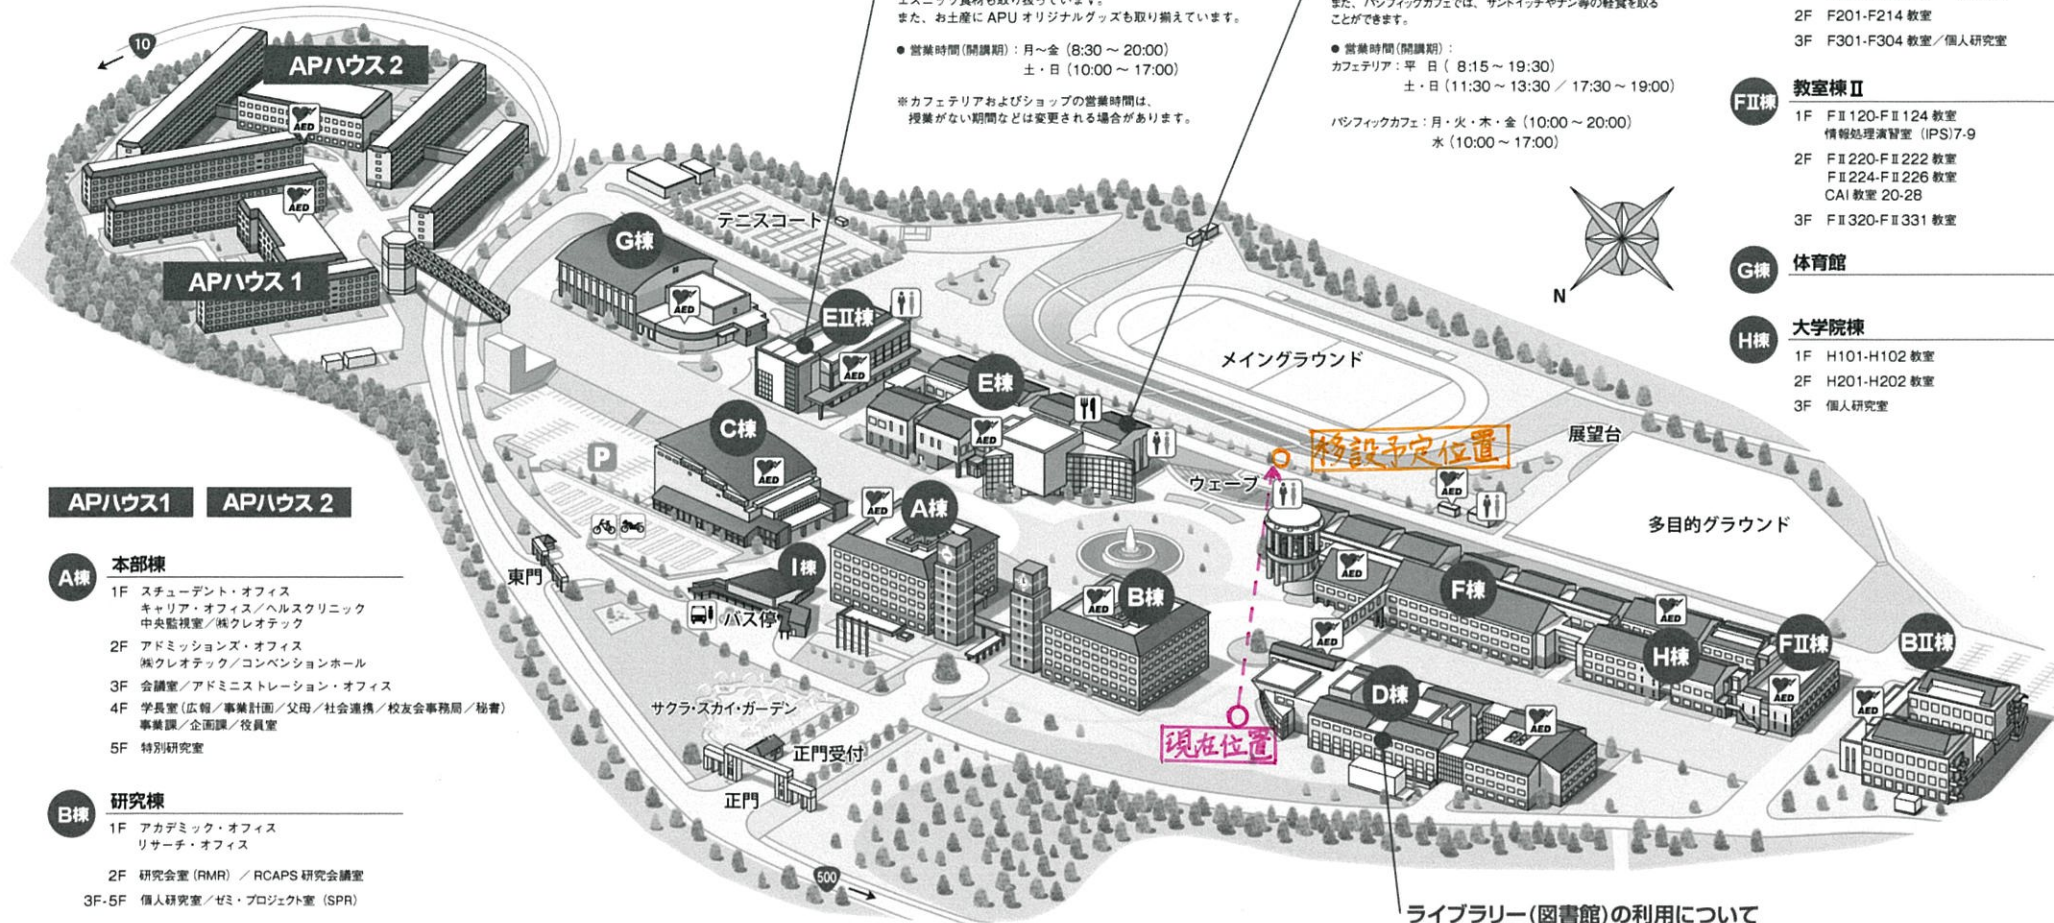 エスニック食材も取り扱っています。
また、お土産に APU オリジナルグッズも取り揃えています。
● 営業時間(開講期)：月～金 (8:30 ～ 20:00)
土・日 (10:00 ～ 17:00)
※カフェテリアおよびショップの営業時間は、
授業がない期間などは変更される場合があります。
また、パシフィックカフェでは、サンドイッチやナン等の軽食を取る
ことができます。
● 営業時間(開講期)：
カフェテリア：平 日 ( 8:15 ～ 19:30)
土・日 (11:30 ～ 13:30 ／ 17:30 ～ 19:00)
パシフィックカフェ：月・火・木・金 (10:00 ～ 20:00)
水 (10:00 ～ 17:00)
2F F201-F214 教室
3F F301-F304 教室／個人研究室
FⅡ棟 教室棟Ⅱ
1F FⅡ120-FⅡ124 教室
情報処理演習室 (IPS)7-9
2F FⅡ220-FⅡ222 教室
FⅡ224-FⅡ226 教室
CAI 教室 20-28
3F FⅡ320-FⅡ331 教室
G棟 体育館
H棟 大学院棟
1F H101-H102 教室
2F H201-H202 教室
3F 個人研究室
10
APハウス 2
AED
AED
APハウス 1
テニスコート
G棟
AED
EⅡ棟
AED
N
メイングラウンド
E棟
AED
C棟
AED
P
展望台
移設予定位置
ウェーブ
AED
多目的グラウンド
AED
A棟
東門
I棟
バス停
AED
B棟
AED
F棟
AED
AED
H棟
FⅡ棟
AED
BⅡ棟
AED
D棟
AED
サクラ・スカイ・ガーデン
現在位置
正門受付
正門
500
APハウス1 APハウス 2
A棟 本部棟
1F スチューデント・オフィス
キャリア・オフィス／ヘルスクリニック
中央監視室／㈱クレオテック
2F アドミッションズ・オフィス
㈱クレオテック／コンベンションホール
3F 会議室／アドミニストレーション・オフィス
4F 学長室 (広報／事業計画／父母／社会連携／校友会事務局／秘書)
事業課／企画課／役員室
5F 特別研究室
B棟 研究棟
1F アカデミック・オフィス
リサーチ・オフィス
2F 研究会室 (RMR) ／ RCAPS 研究会議室
3F-5F 個人研究室／ゼミ・プロジェクト室 (SPR)
ライブラリー(図書館)の利用について